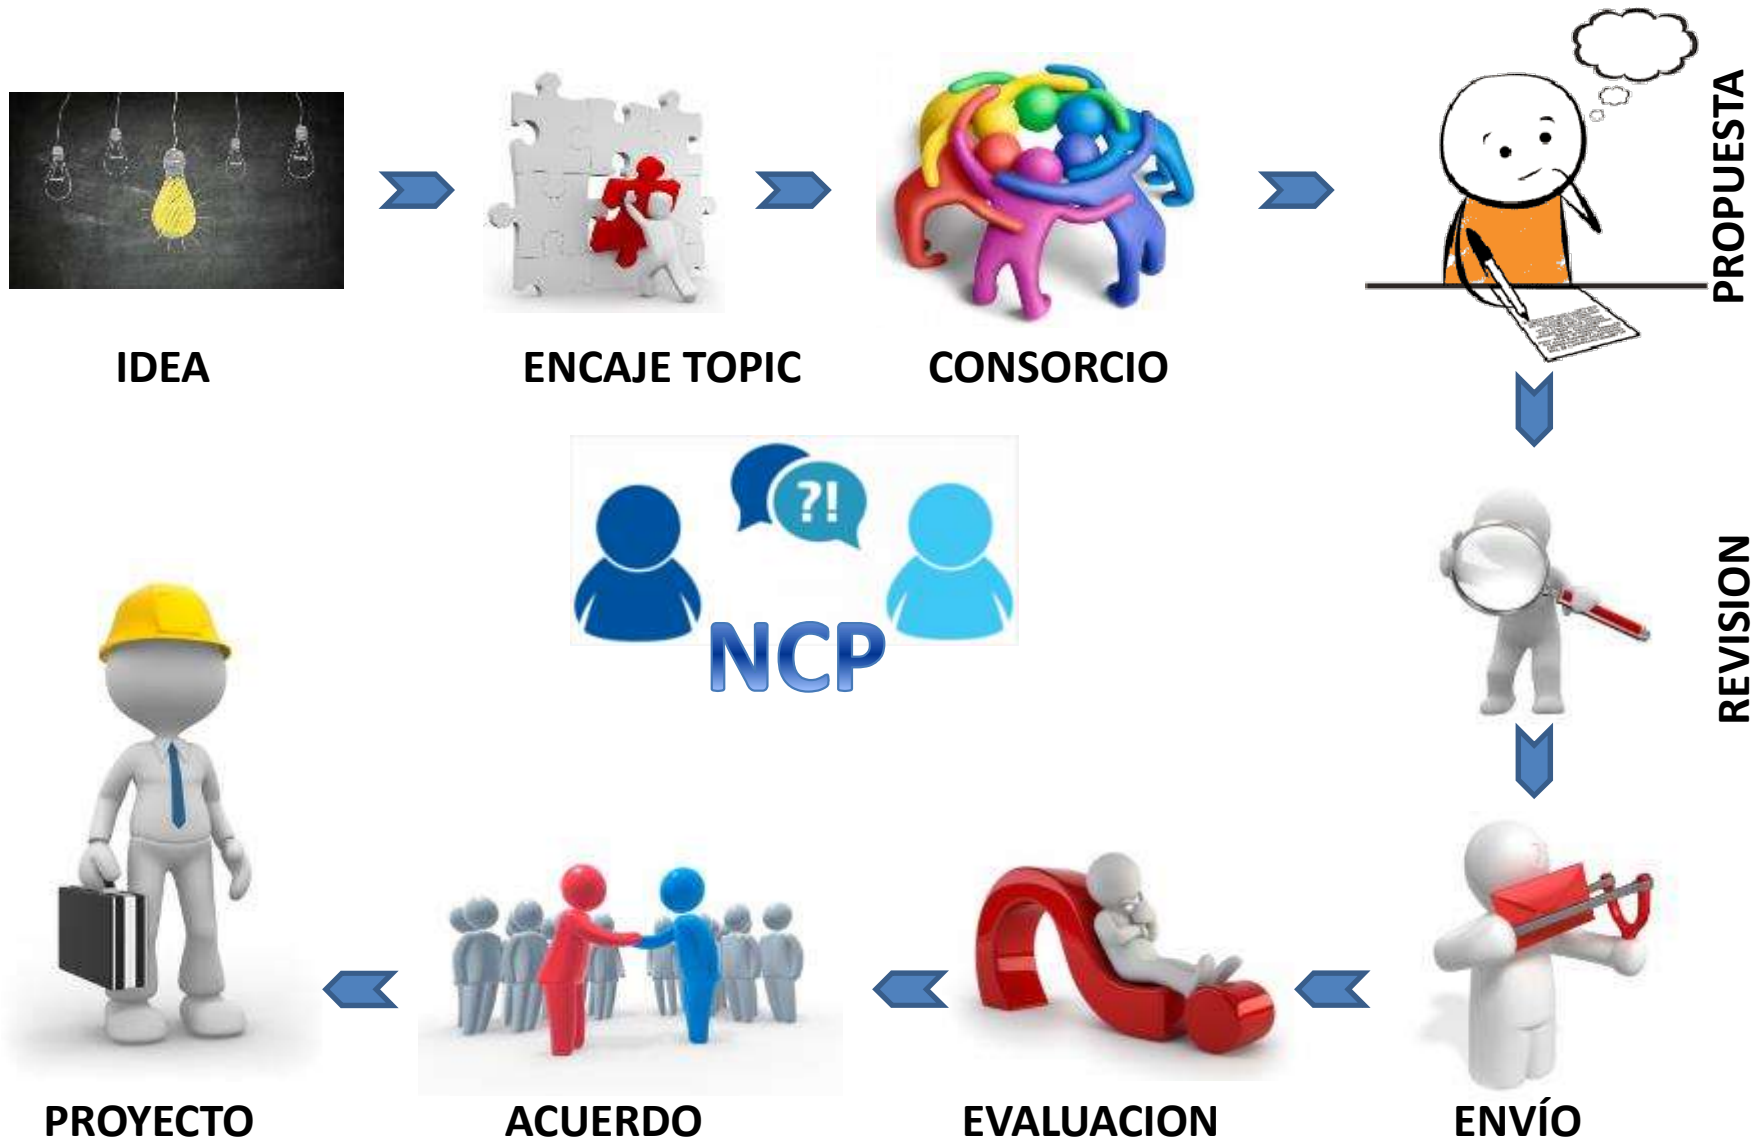 IDEA
ENCAJE TOPIC
CONSORCIO
PROPUESTA
?!
NCP
REVISION
PROYECTO
ACUERDO
EVALUACION
ENVÍO